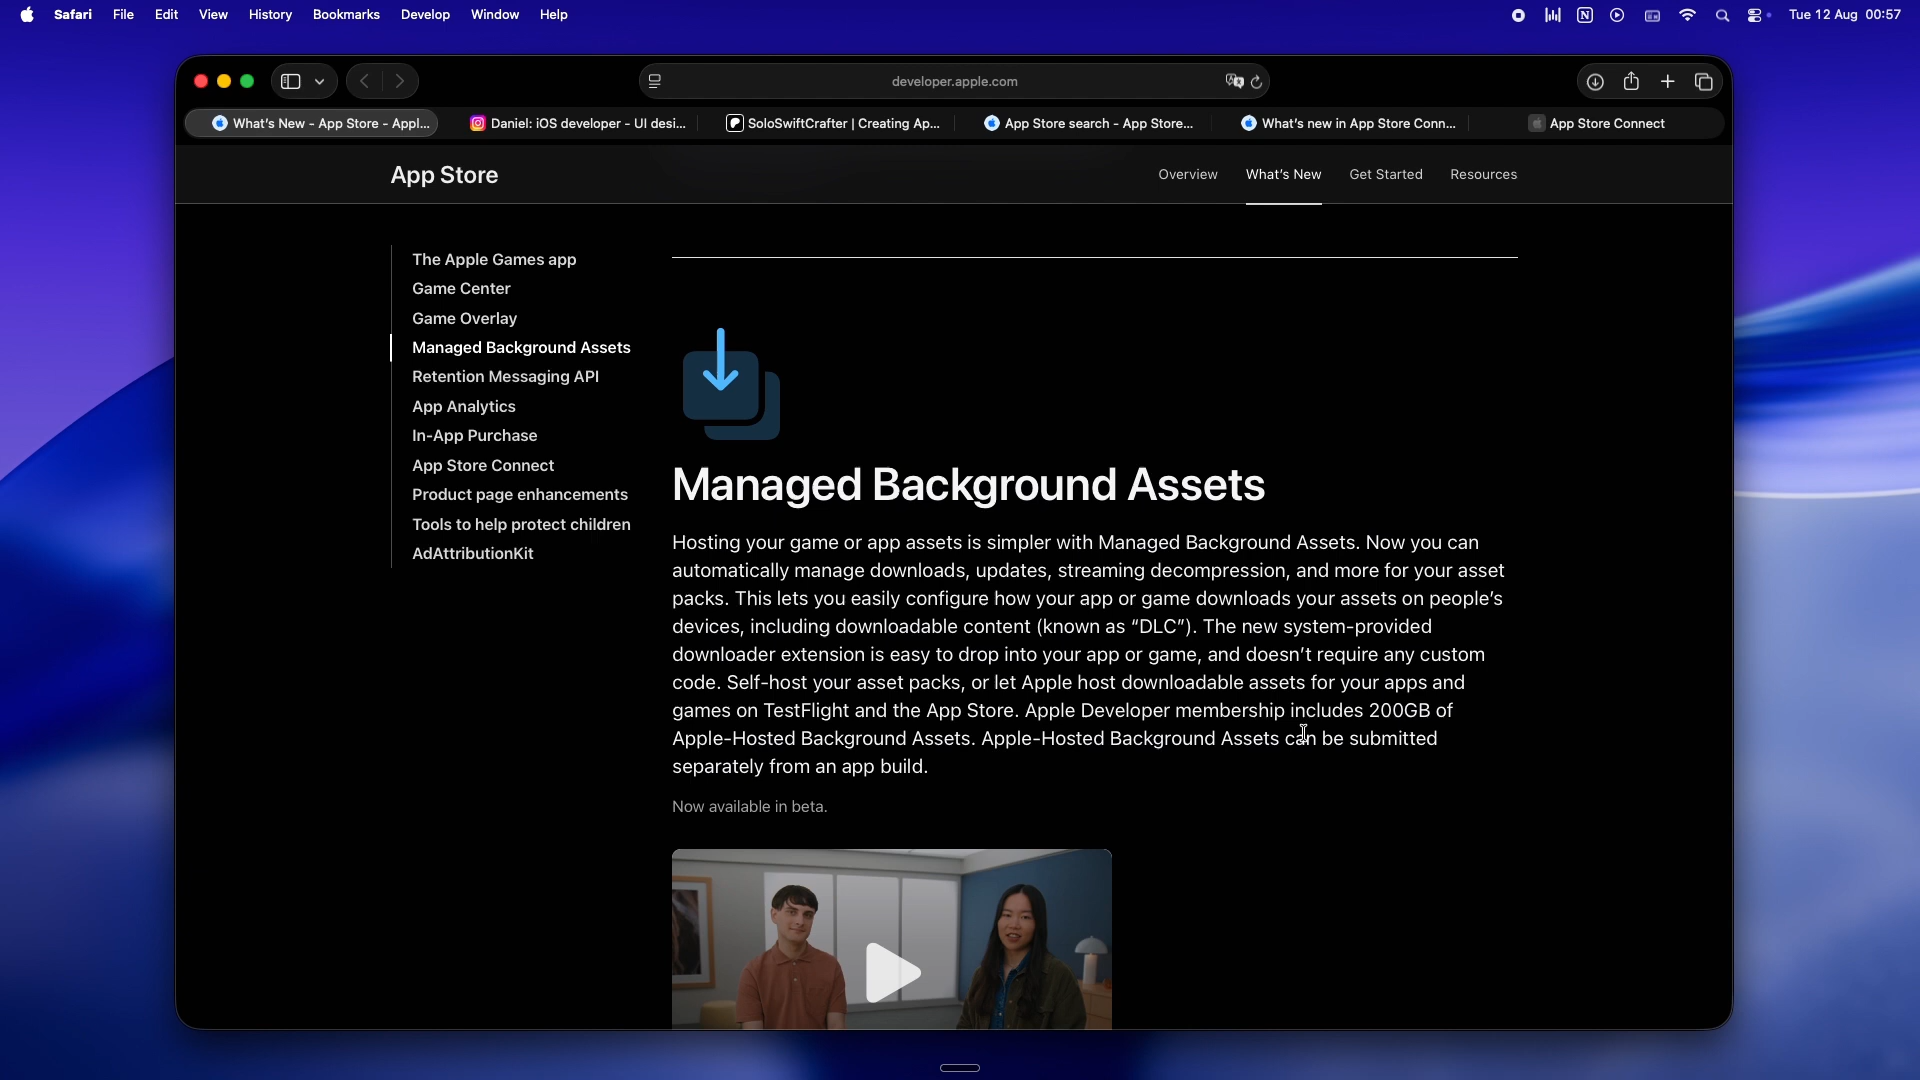 Safari File Edit View History Bookmarks Develop Window Help
Tue 12 Aug 00:57
developer.apple.com
What's New - App Store - Appl...
Daniel: iOS developer - UI desi...
SoloSwiftCrafter | Creating Ap...
App Store search - App Store...
What's new in App Store Conn...
App Store Connect
App Store
Overview
What's New
Get Started
Resources
The Apple Games app
Game Center
Game Overlay
Managed Background Assets
Retention Messaging API
App Analytics
In-App Purchase
App Store Connect
Product page enhancements
Tools to help protect children
AdAttributionKit
Managed Background Assets
Hosting your game or app assets is simpler with Managed Background Assets. Now you can
automatically manage downloads, updates, streaming decompression, and more for your asset
packs. This lets you easily configure how your app or game downloads your assets on people's
devices, including downloadable content (known as “DLC”). The new system-provided
downloader extension is easy to drop into your app or game, and doesn't require any custom
code. Self-host your asset packs, or let Apple host downloadable assets for your apps and
games on TestFlight and the App Store. Apple Developer membership includes 200GB of
Apple-Hosted Background Assets. Apple-Hosted Background Assets can be submitted
separately from an app build.
Now available in beta.